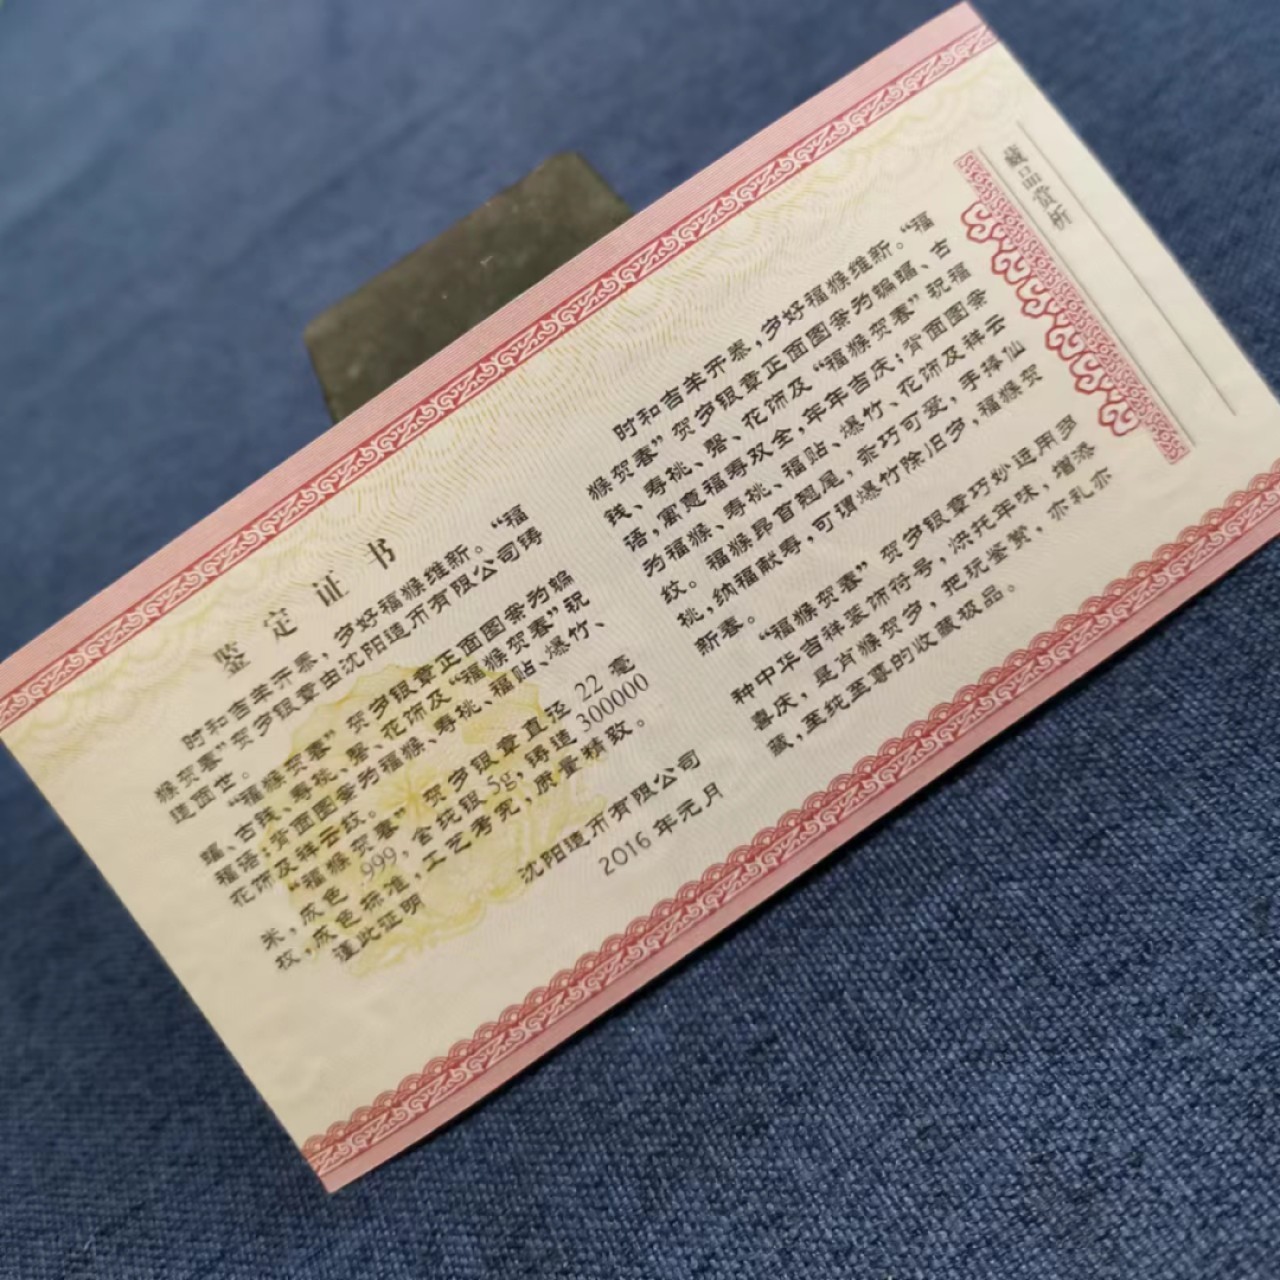 鉴定证书
时和吉羊开泰，岁好福猴维新。“福
猴贺春”贺岁银章由沈阳造币有限公司铸
造面世。
“福猴贺春”贺岁银章正面图案为蝙
蝠、古钱、寿桃、磬、花饰及“福猴贺春”祝
福语；背面图案为福猴、寿桃、福贴、爆竹、
花饰及祥云纹。
“福猴贺春”贺岁银章直径 22 毫
米，成色 .999，含纯银 5g，铸造 300000
枚，成色标准，工艺考究，质量精致。
谨此证明
沈阳造币有限公司
2016 年元月
藏品赏析
时和吉羊开泰，岁好福猴维新。“福
猴贺春”贺岁银章正面图案为蝙蝠、古
钱、寿桃、磬、花饰及“福猴贺春”祝福
语，寓意福寿双全，年年吉庆；背面图案
为福猴、寿桃、福贴、爆竹、花饰及祥云
纹。福猴昂首翘尾，乖巧可爱，手捧仙
桃，纳福献寿，可谓爆竹除旧岁，福猴贺
新春。
“福猴贺春”贺岁银章巧妙运用多
种中华吉祥装饰符号，烘托年味，增添
喜庆，是肖猴贺岁，把玩鉴赏，亦礼亦
藏，至纯至尊的收藏极品。